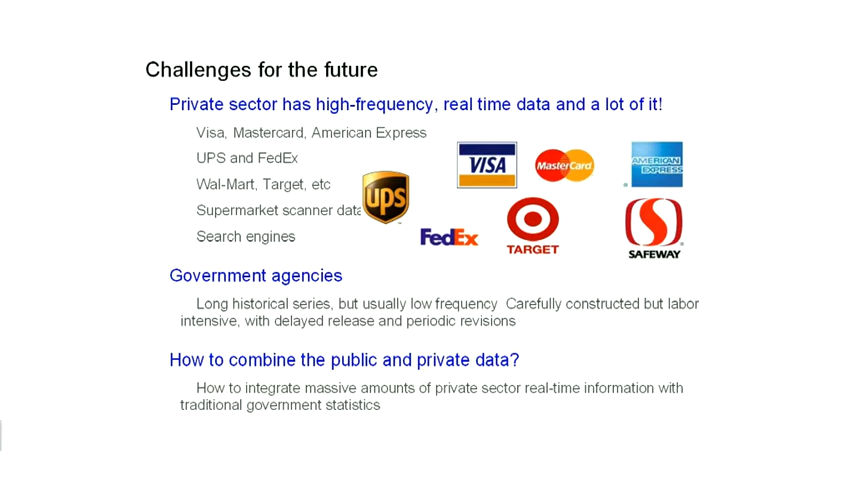 Challenges for the future
Private sector has high-frequency, real time data and a lot of it!
Visa, Mastercard, American Express
UPS and FedEx
Wal-Mart, Target, etc
Supermarket scanner data
Search engines
VISA
MasterCard
AMERICAN
EXPRESS
ups
FedEx
TARGET
SAFEWAY
Government agencies
Long historical series, but usually low frequency Carefully constructed but labor
intensive, with delayed release and periodic revisions
How to combine the public and private data?
How to integrate massive amounts of private sector real-time information with
traditional government statistics